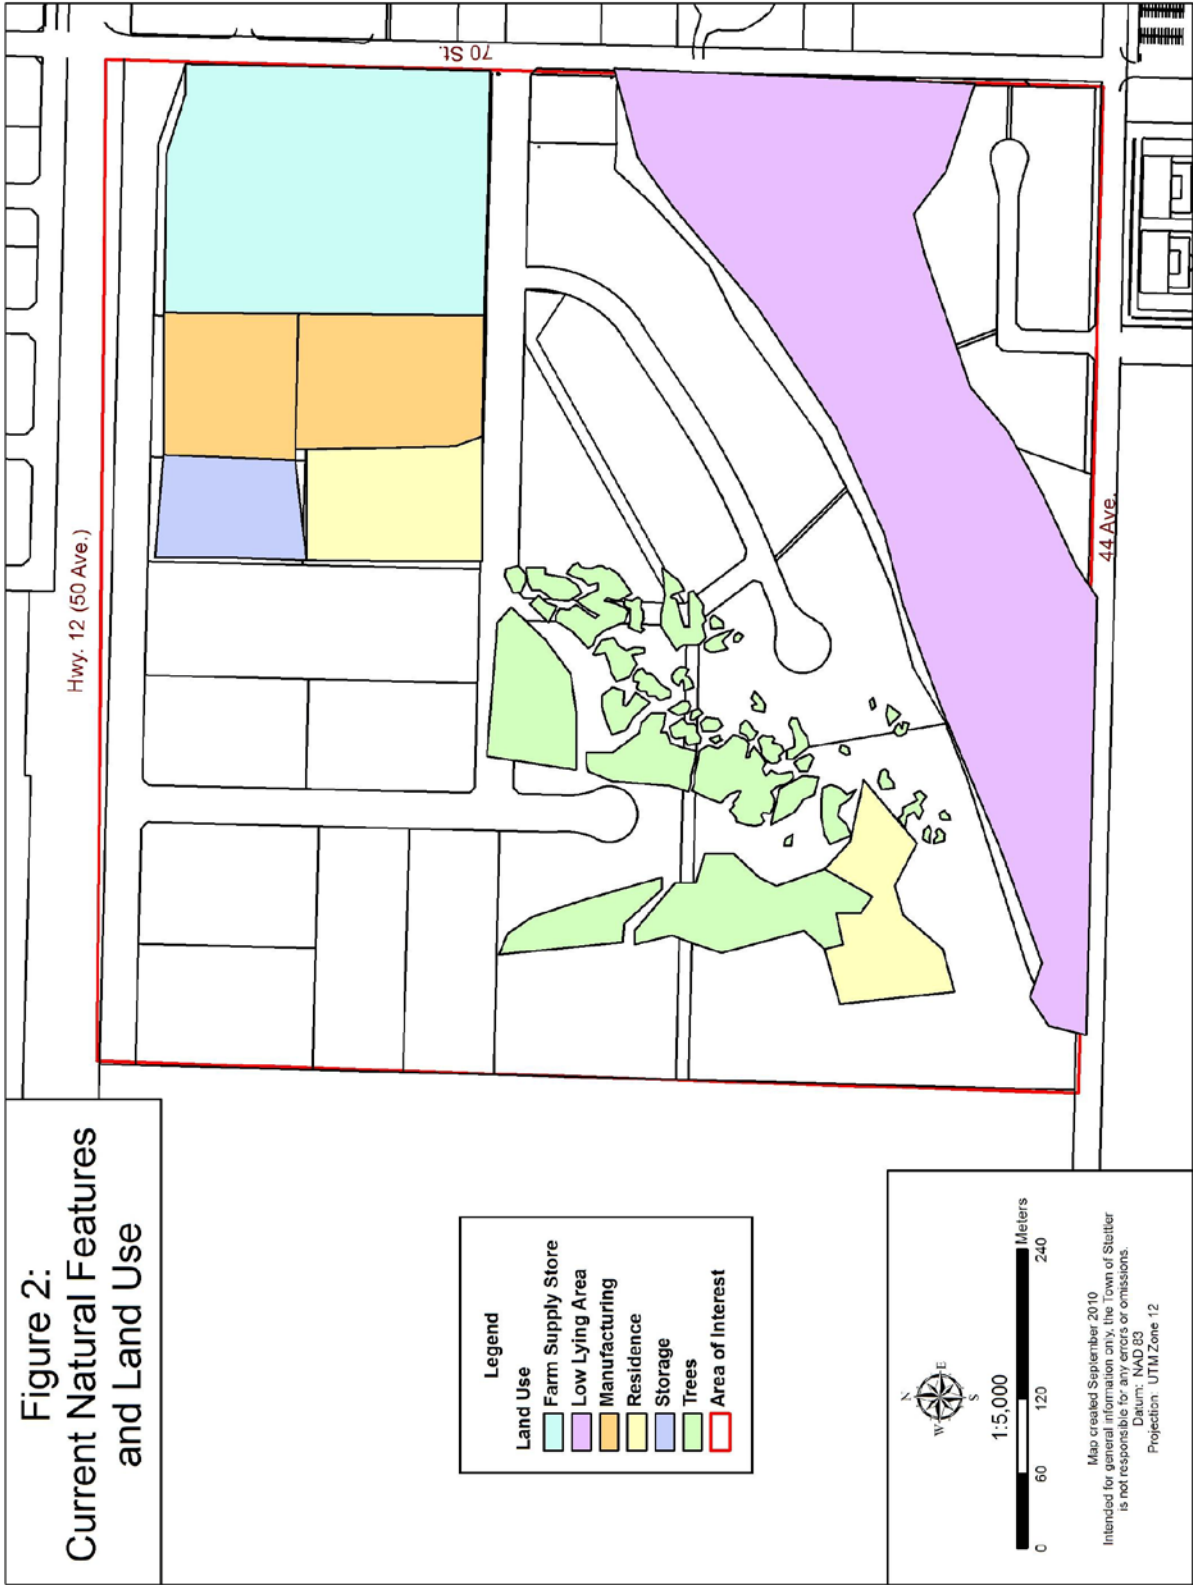 Figure 2:
Current Natural Features
and Land Use
Hwy. 12 (50 Ave.)
70 St.
44 Ave.
Legend
Land Use
Farm Supply Store
Low Lying Area
Manufacturing
Residence
Storage
Trees
Area of Interest
N
W
E
S
1:5,000
0 60 120 240
Meters
Map created September 2010
Intended for general information only, the Town of Stettler
is not responsible for any errors or omissions.
Datum: NAD 83
Projection: UTM Zone 12